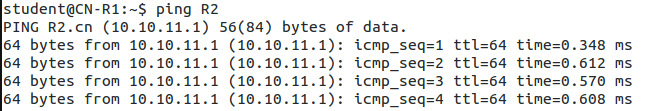 student@CN-R1:~$ ping R2
PING R2.cn (10.10.11.1) 56(84) bytes of data.
64 bytes from 10.10.11.1 (10.10.11.1): icmp_seq=1 ttl=64 time=0.348 ms
64 bytes from 10.10.11.1 (10.10.11.1): icmp_seq=2 ttl=64 time=0.612 ms
64 bytes from 10.10.11.1 (10.10.11.1): icmp_seq=3 ttl=64 time=0.570 ms
64 bytes from 10.10.11.1 (10.10.11.1): icmp_seq=4 ttl=64 time=0.608 ms